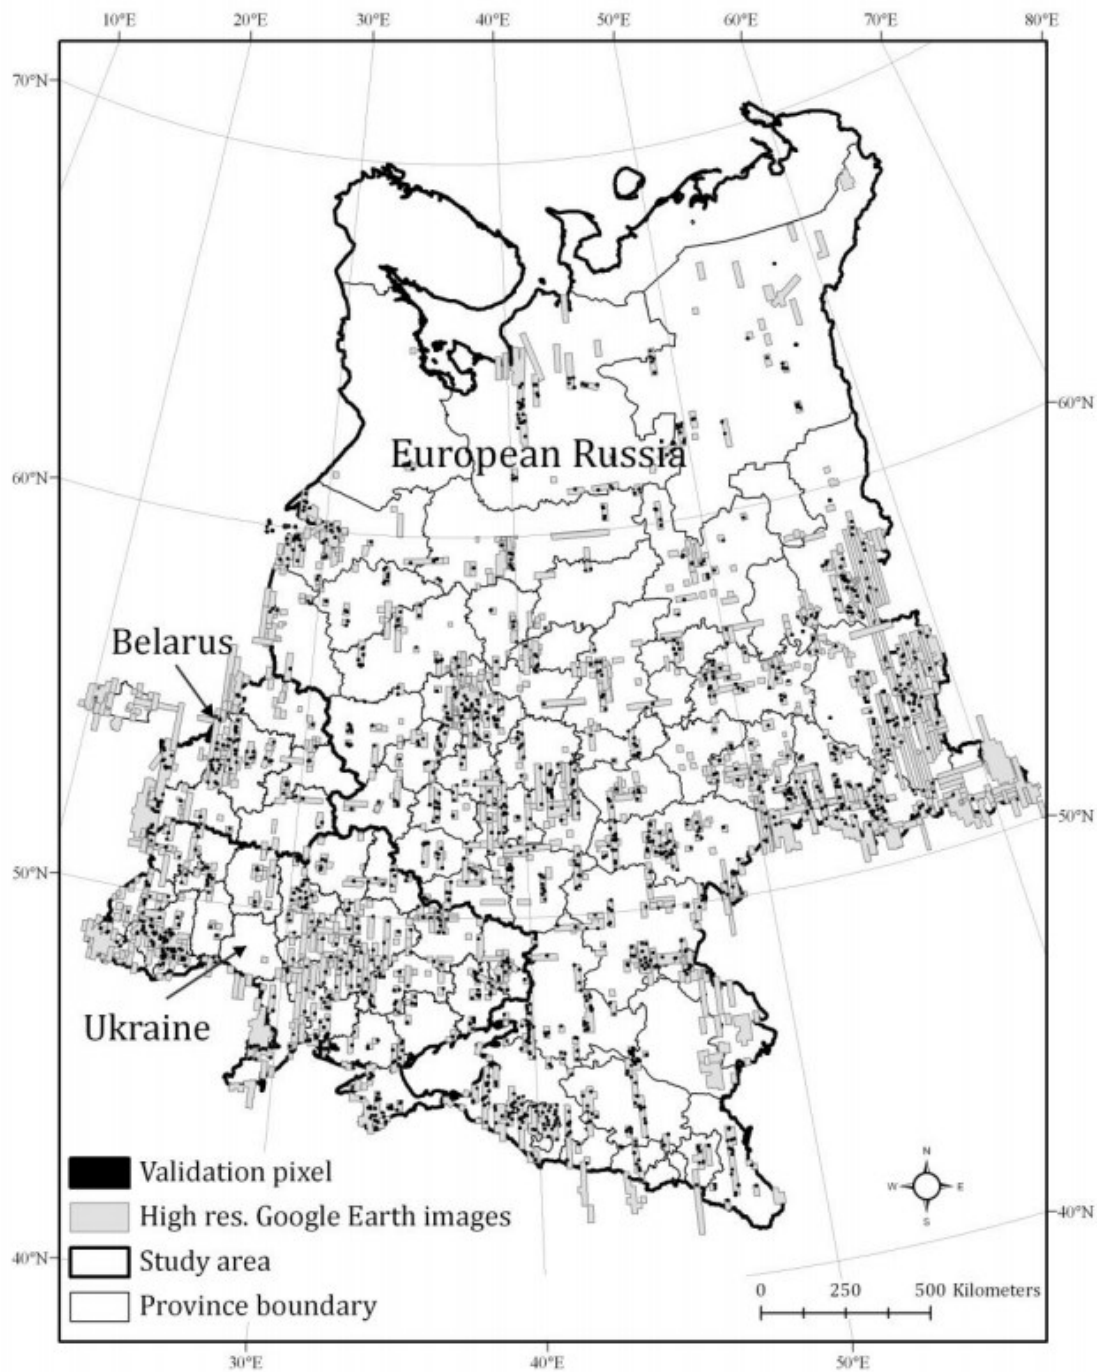 10°E 20°E 30°E 40°E 50°E 60°E 70°E 80°E
70°N
60°N
European Russia
60°N
Belarus
50°N
50°N
Ukraine
N
W E
S
Validation pixel
High res. Google Earth images
40°N
40°N
Study area
0 250 500 Kilometers
Province boundary
30°E 40°E 50°E